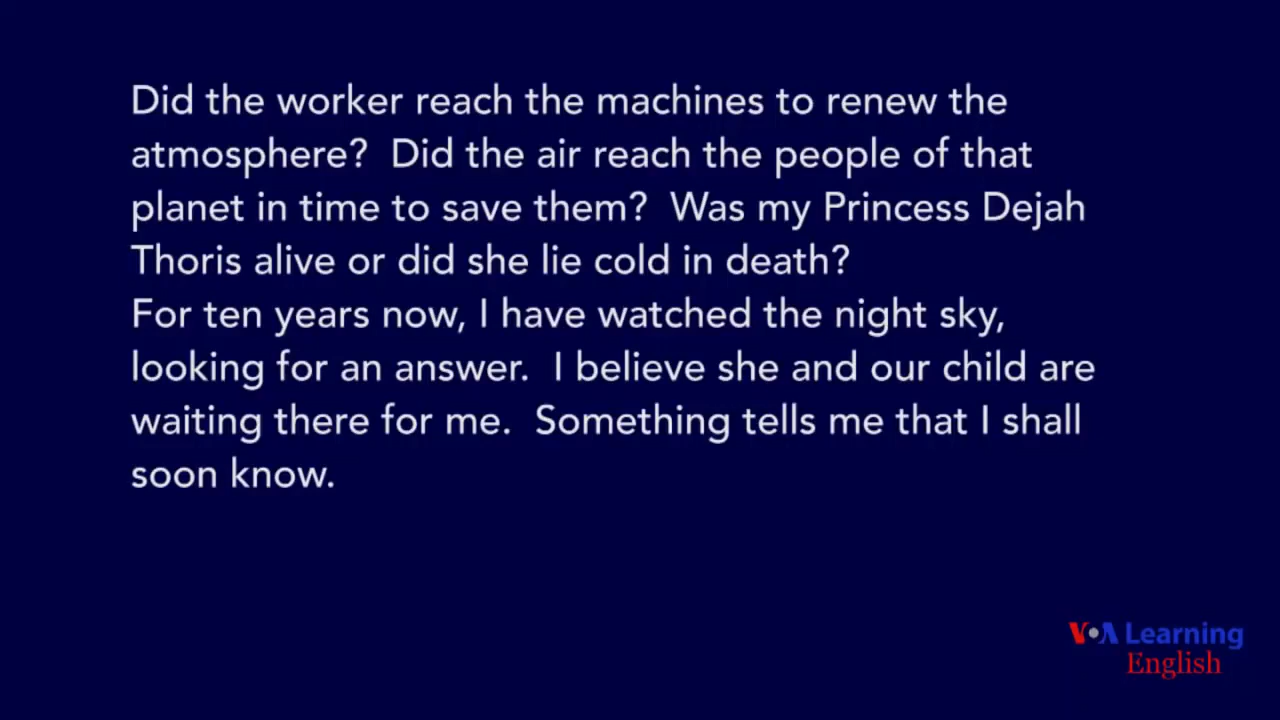 Did the worker reach the machines to renew the
atmosphere?  Did the air reach the people of that
planet in time to save them?  Was my Princess Dejah
Thoris alive or did she lie cold in death?
For ten years now, I have watched the night sky,
looking for an answer.  I believe she and our child are
waiting there for me.  Something tells me that I shall
soon know.
VOA Learning
English